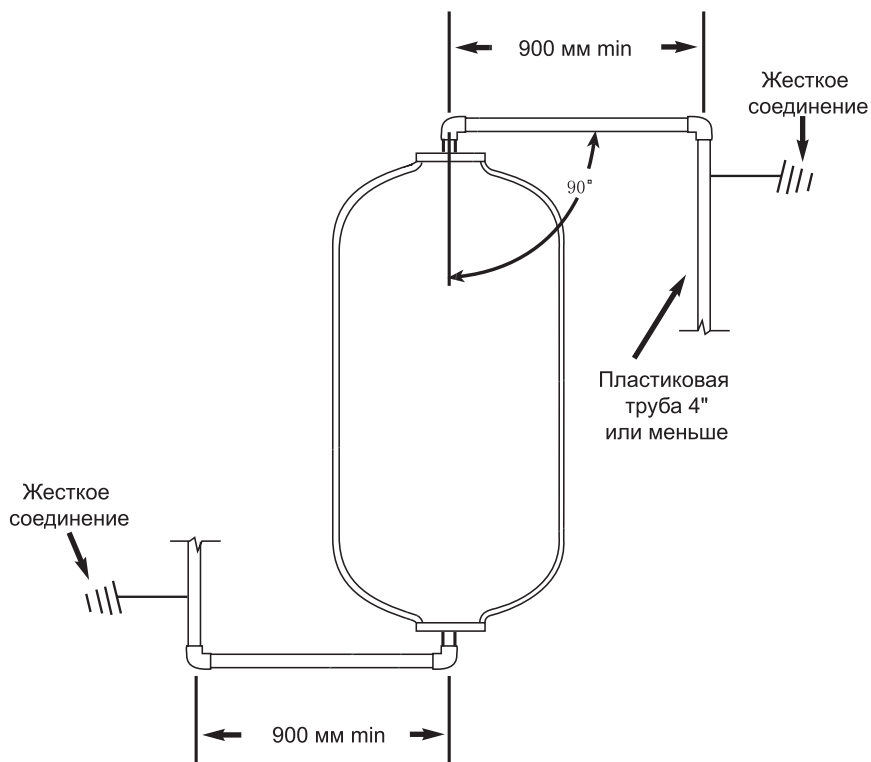 900 мм min
Жесткое
соединение
90°
Пластиковая
труба 4"
или меньше
Жесткое
соединение
900 мм min